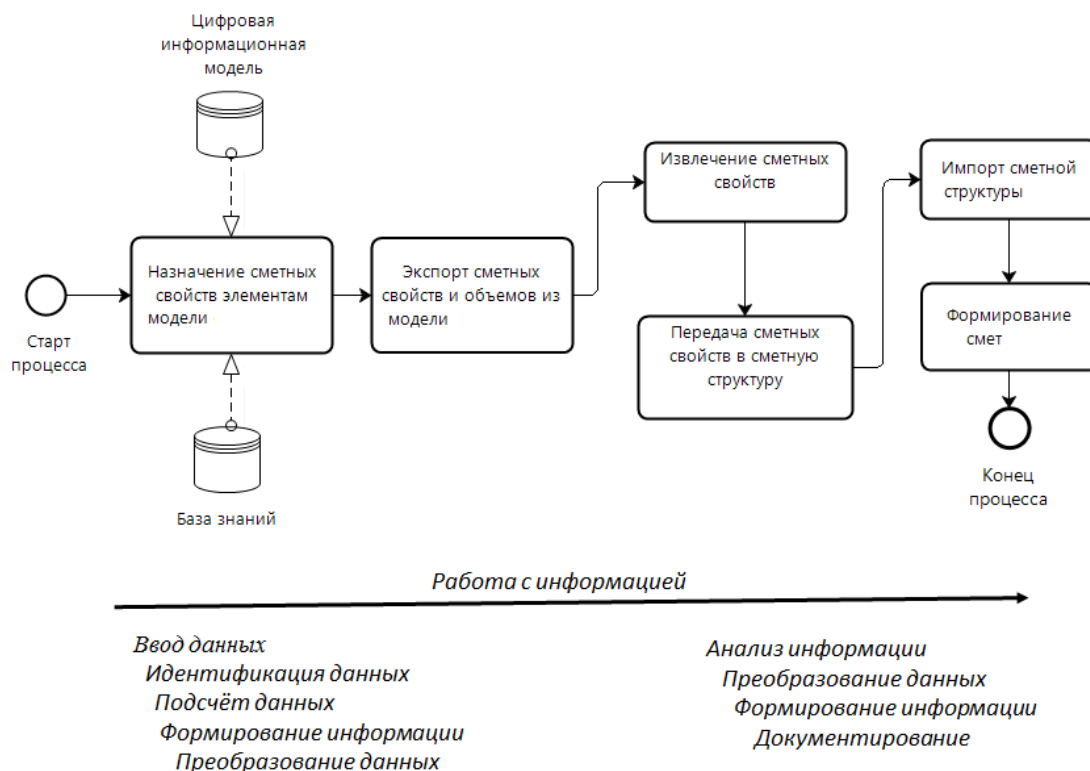 Цифровая
информационная
модель
Старт
процесса
Назначение сметных
свойств элементам
модели
База знаний
Экспорт сметных
свойств и объемов из
модели
Извлечение сметных
свойств
Передача сметных
свойств в сметную
структуру
Импорт сметной
структуры
Формирование
смет
Конец
процесса
Работа с информацией
Ввод данных
Идентификация данных
Подсчёт данных
Формирование информации
Преобразование данных
Анализ информации
Преобразование данных
Формирование информации
Документирование